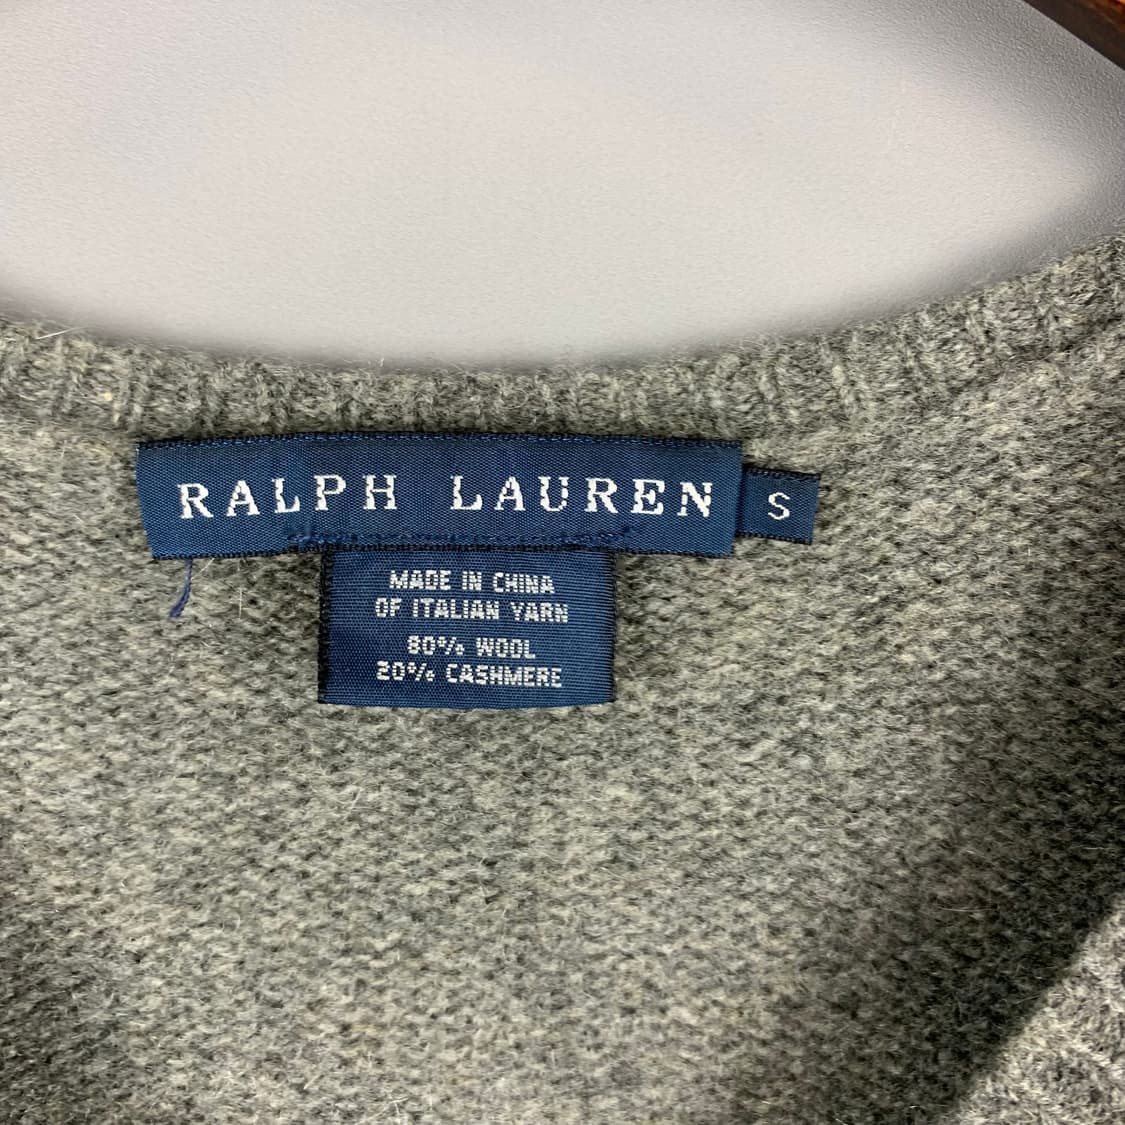 RALPH LAUREN S
MADE IN CHINA
OF ITALIAN YARN
80% WOOL
20% CASHMERE